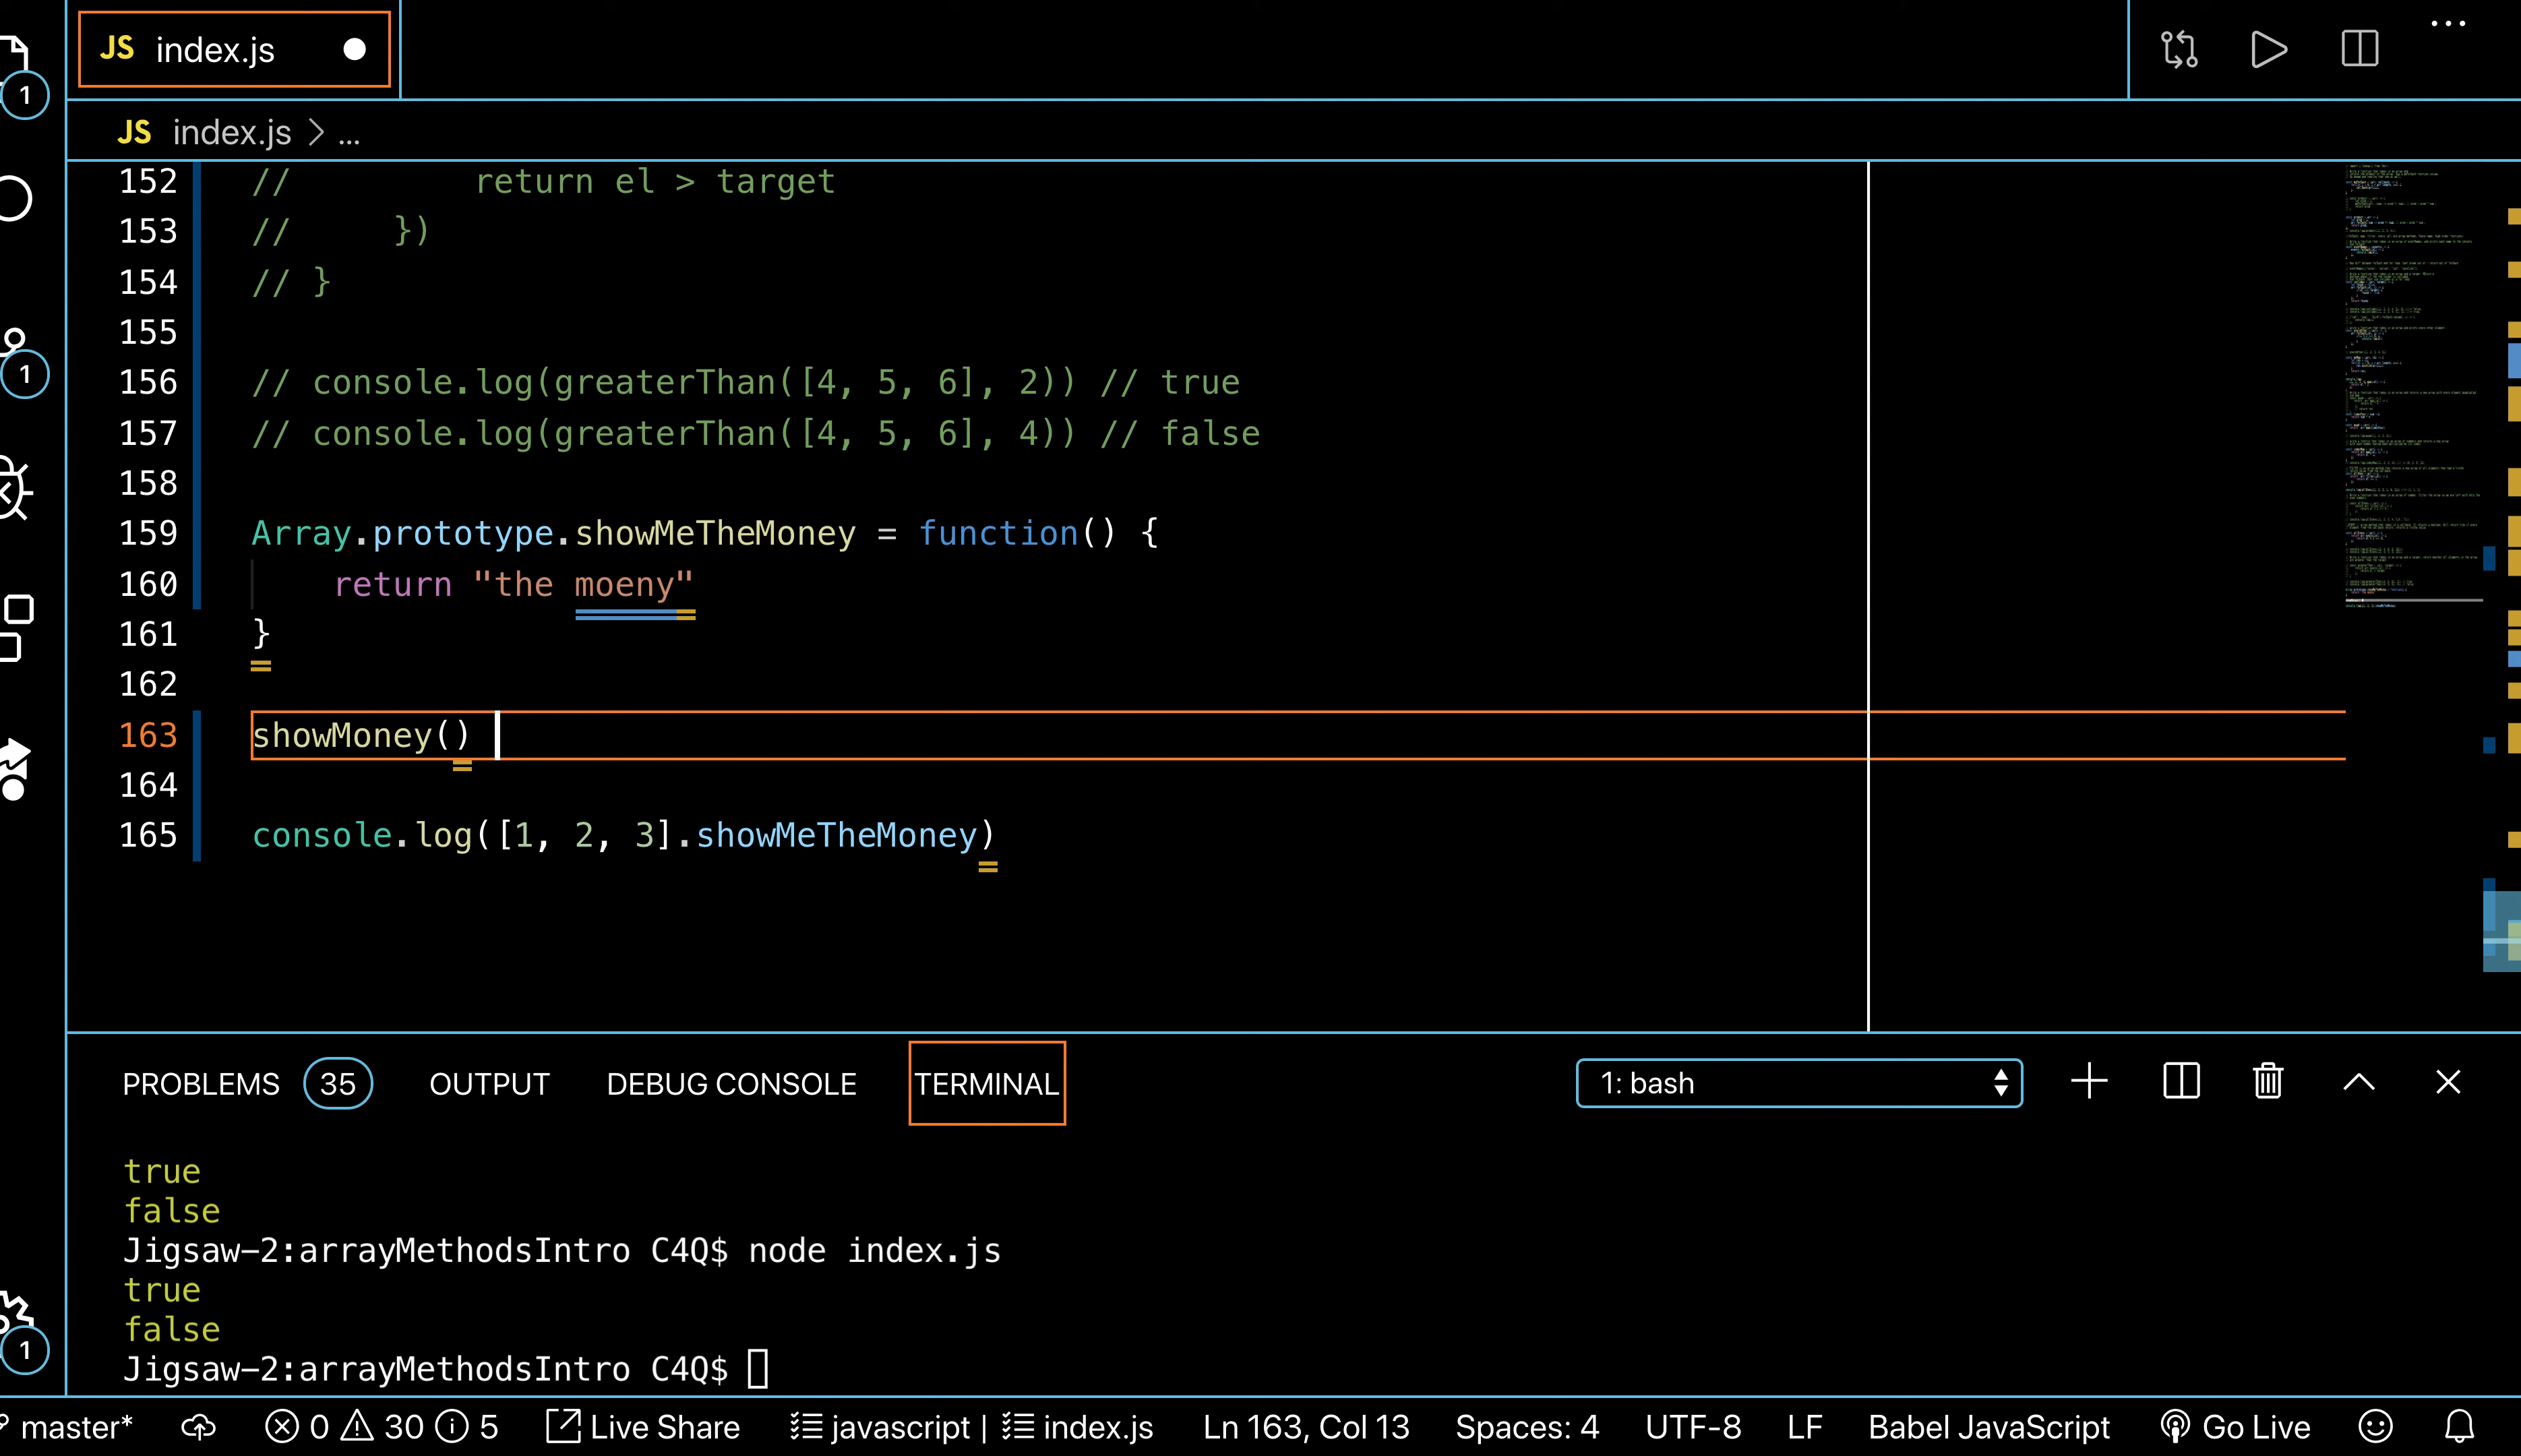 JS index.js
JS index.js > ...
152 // return el > target
153 // })
154 // }
155
156 // console.log(greaterThan([4, 5, 6], 2)) // true
157 // console.log(greaterThan([4, 5, 6], 4)) // false
158
159 Array.prototype.showMeTheMoney = function() {
160 return "the moeny"
161 }
162
163 showMoney()
164
165 console.log([1, 2, 3].showMeTheMoney)
1
1
1
PROBLEMS 35 OUTPUT DEBUG CONSOLE TERMINAL 1: bash
true
false
Jigsaw-2:arrayMethodsIntro C4Q$ node index.js
true
false
Jigsaw-2:arrayMethodsIntro C4Q$
master* 0 30 5 Live Share javascript | index.js Ln 163, Col 13 Spaces: 4 UTF-8 LF Babel JavaScript Go Live